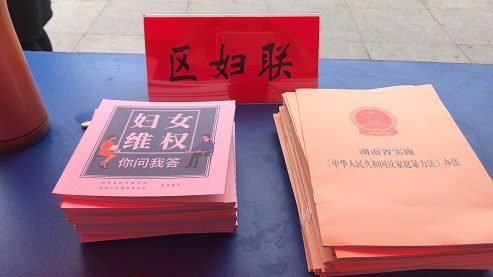 区妇联
妇女
维权
你问我答
湖南省实施
《中华人民共和国反家庭暴力法》办法